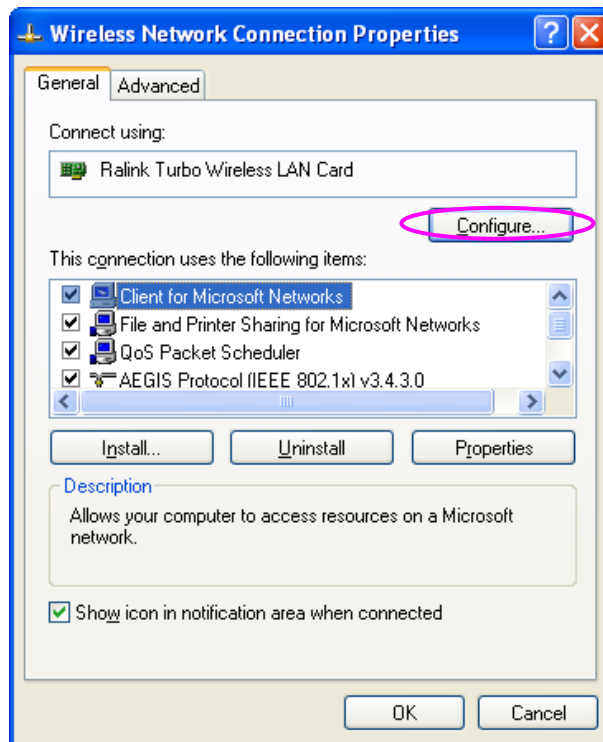 Wireless Network Connection Properties
General Advanced
Connect using:
Ralink Turbo Wireless LAN Card
Configure...
This connection uses the following items:
Client for Microsoft Networks
File and Printer Sharing for Microsoft Networks
QoS Packet Scheduler
AEGIS Protocol (IEEE 802.1x) v3.4.3.0
Install... Uninstall Properties
Description
Allows your computer to access resources on a Microsoft
network.
Show icon in notification area when connected
OK Cancel